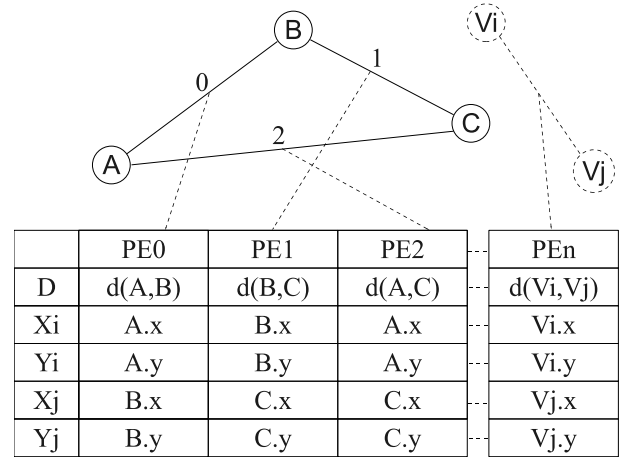 B
Vi
0
1
C
2
A
Vj
PE0 PE1 PE2 PEn
D d(A,B) d(B,C) d(A,C) d(Vi,Vj)
Xi A.x B.x A.x Vi.x
Yi A.y B.y A.y Vi.y
Xj B.x C.x C.x Vj.x
Yj B.y C.y C.y Vj.y